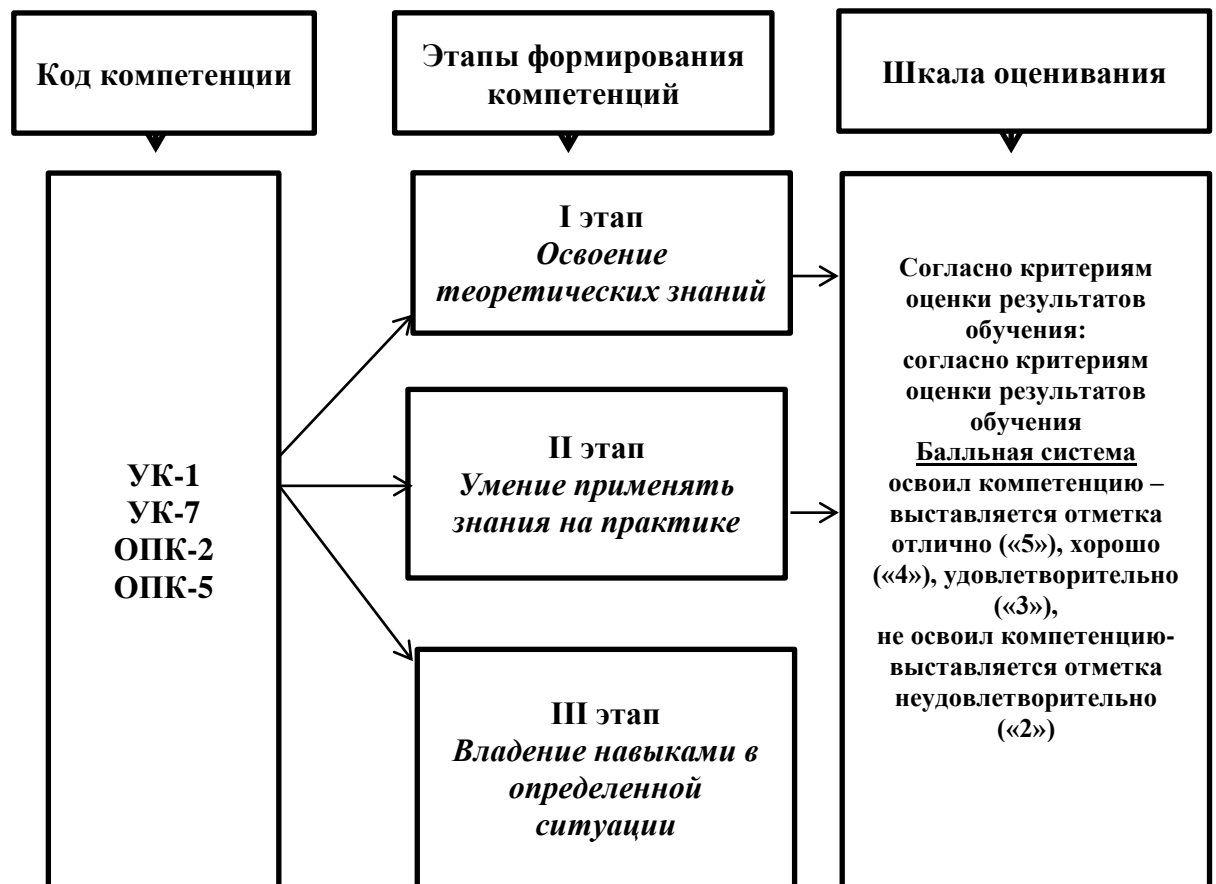 Код компетенции
Этапы формирования
компетенций
Шкала оценивания
УК-1
УК-7
ОПК-2
ОПК-5
I этап
Освоение
теоретических знаний
II этап
Умение применять
знания на практике
III этап
Владение навыками в
определенной
ситуации
Согласно критериям
оценки результатов
обучения:
согласно критериям
оценки результатов
обучения
Балльная система
освоил компетенцию –
выставляется отметка
отлично («5»), хорошо
(«4»), удовлетворительно
(«3»),
не освоил компетенцию-
выставляется отметка
неудовлетворительно
(«2»)